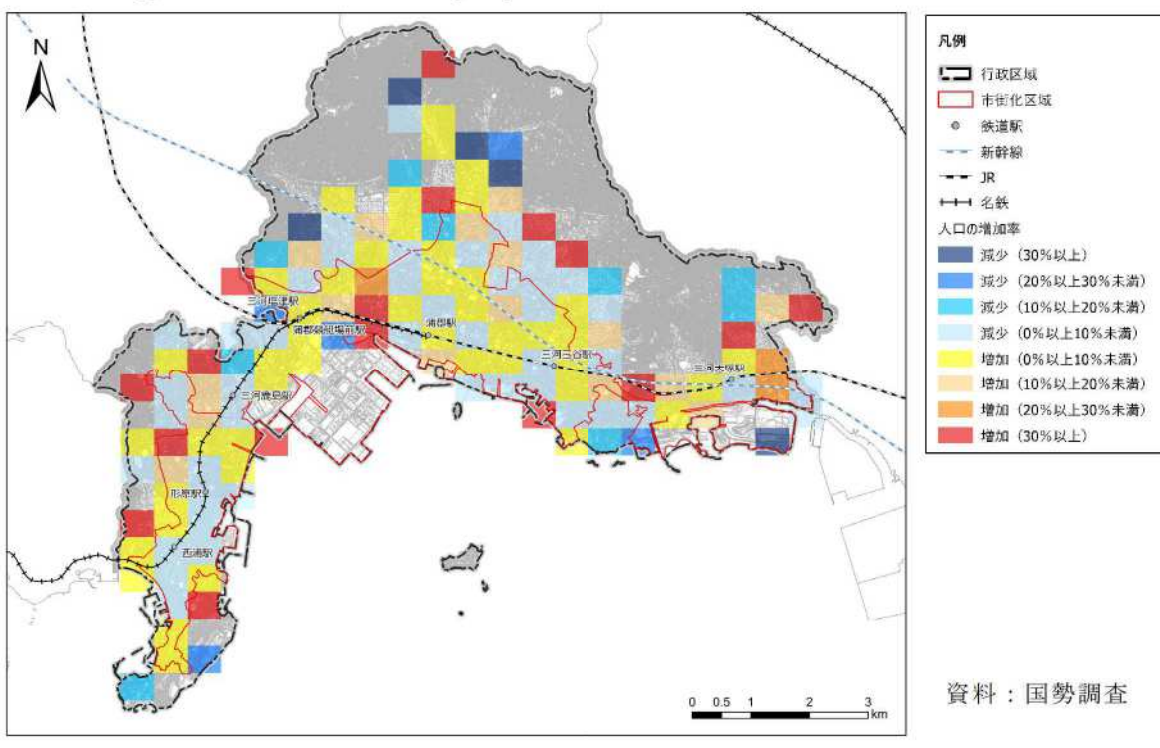 N
三河塩津駅
蒲郡競艇場前駅
蒲郡駅
三河三谷駅
三河大塚駅
三河鹿島駅
形原駅
西浦駅
0 0.5 1 2 3
km
凡例
行政区域
市街化区域
鉄道駅
新幹線
JR
名鉄
人口の増加率
減少（30％以上）
減少（20％以上30％未満）
減少（10％以上20％未満）
減少（0％以上10％未満）
増加（0％以上10％未満）
増加（10％以上20％未満）
増加（20％以上30％未満）
増加（30％以上）
資料：国勢調査